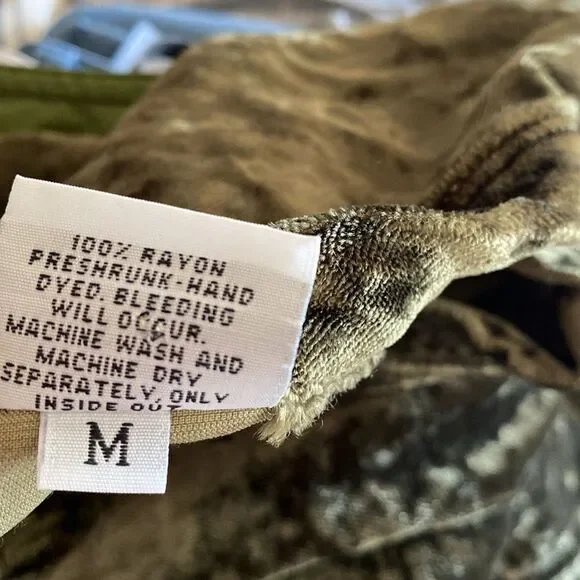 100% RAYON
PRESHRUNK-HAND
DYED. BLEEDING
WILL OCCUR.
MACHINE WASH AND
MACHINE DRY
SEPARATELY, ONLY
INSIDE OUT
M